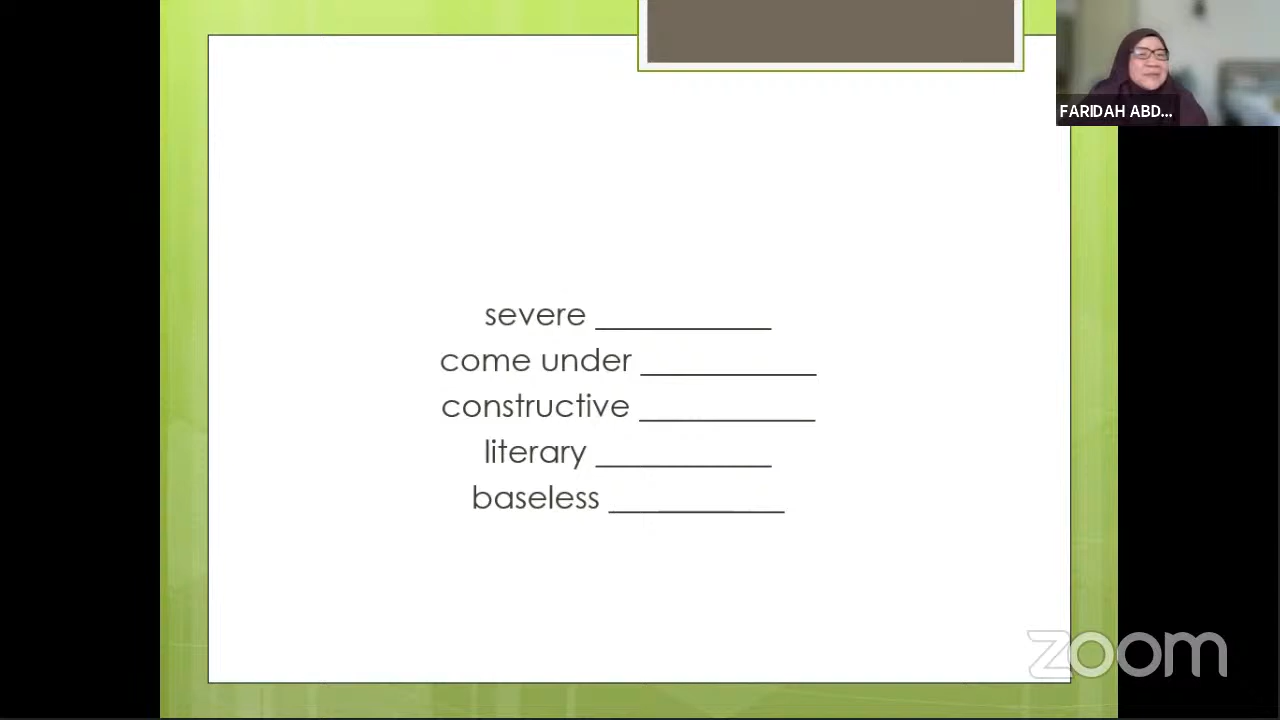 FARIDAH ABD...
severe ___________
come under ___________
constructive ___________
literary ___________
baseless ___________
zoom